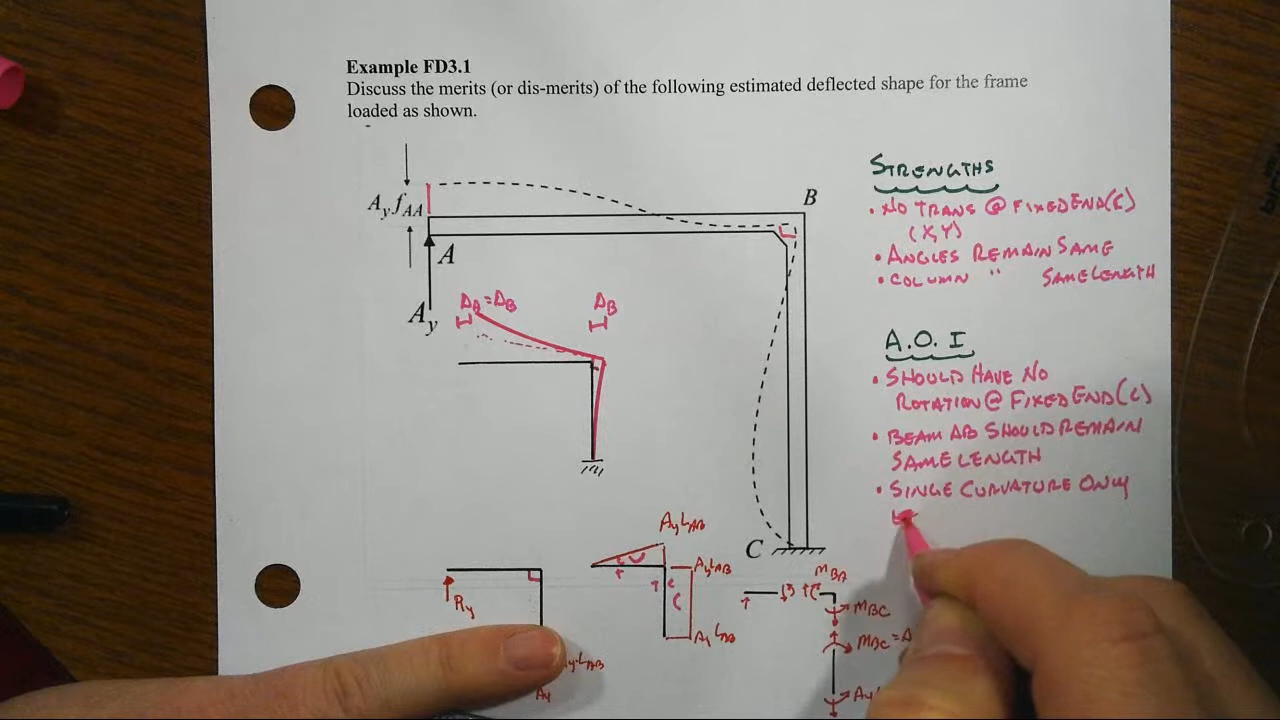 Example FD3.1
Discuss the merits (or dis-merits) of the following estimated deflected shape for the frame
loaded as shown.
STRENGTHS
• NO TRANS @ FIXED END(C)
(X,Y)
• ANGLES REMAIN SAME
• COLUMN " SAME LENGTH
A.O.I
• SHOULD HAVE NO
ROTATION @ FIXED END(C)
• BEAM AB SHOULD REMAIN
SAME LENGTH
• SINGE CURVATURE ONLY
AyfAA
B
A
Ay
ΔA=ΔB
ΔB
C
AyLAB
AyLAB
AyLAB
Ry
Ay
MBA
MBC
MBC=A